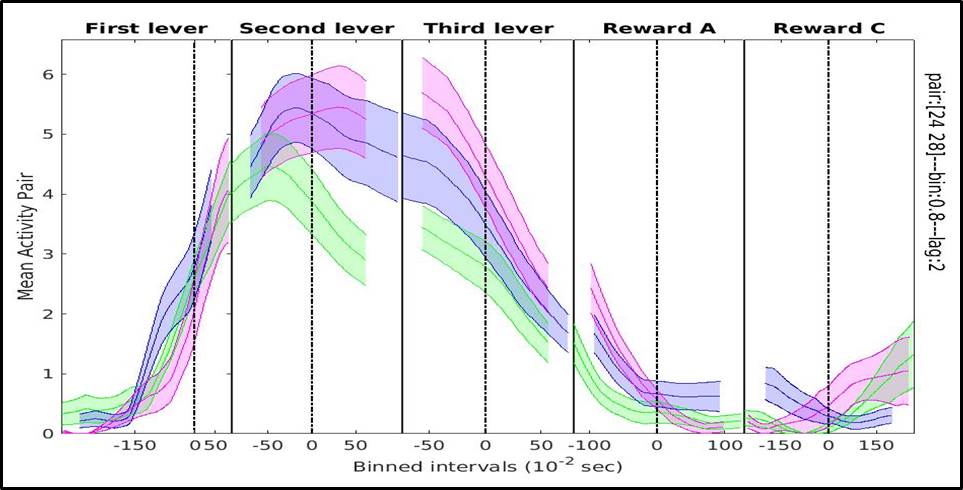 First lever Second lever Third lever Reward A Reward C
6
5
4
3
2
1
0
Mean Activity Pair
-150 0 50 -50 0 50 -50 0 50 -100 0 100 -150 0 150
Binned intervals (10-2 sec)
pair:[24 28]---bin:0.8---lag:2